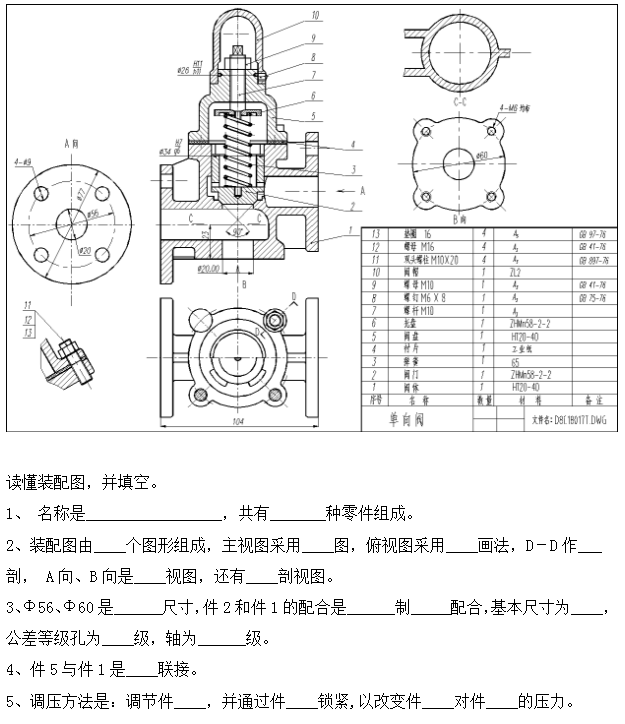 10
9
Φ26 H11/h11
8
7
6
5
C-C
4-M6 均布
A向
Φ34 H7
4
4-Φ9
Φ77
3
Φ60
Φ56
A
2
B向
C C
23
90°
1
Φ20
Φ20.00
B
D
D
11
12
13
104
13 垫圈 16 4 A3 GB 97-76
12 螺母 M16 4 A3 GB 41-76
11 双头螺柱 M10X20 4 A3 GB 897-76
10 阀帽 1 ZL2
9 螺母 M10 1 A3 GB 41-76
8 螺钉 M6 X 8 1 A3 GB 75-76
7 螺杆 M10 1 A3
6 托盘 1 ZHMn58-2-2
5 阀盖 1 HT20-40
4 衬片 1 工业纸
3 弹簧 1 65
2 阀门 1 ZHMn58-2-2
1 阀体 1 HT20-40
序号 名称 数量 材料 备注
单向阀 文件名:D8C1B017T.DWG
读懂装配图，并填空。
1、 名称是_________________，共有_______种零件组成。
2、装配图由____个图形组成，主视图采用____图，俯视图采用____画法，D－D作___
剖， A向、B向是____视图，还有____剖视图。
3、Φ56、Φ60是______尺寸，件2和件1的配合是______制_____配合，基本尺寸为____，
公差等级孔为____级，轴为______级。
4、件5与件1是____联接。
5、调压方法是：调节件____，并通过件____锁紧，以改变件____对件____的压力。